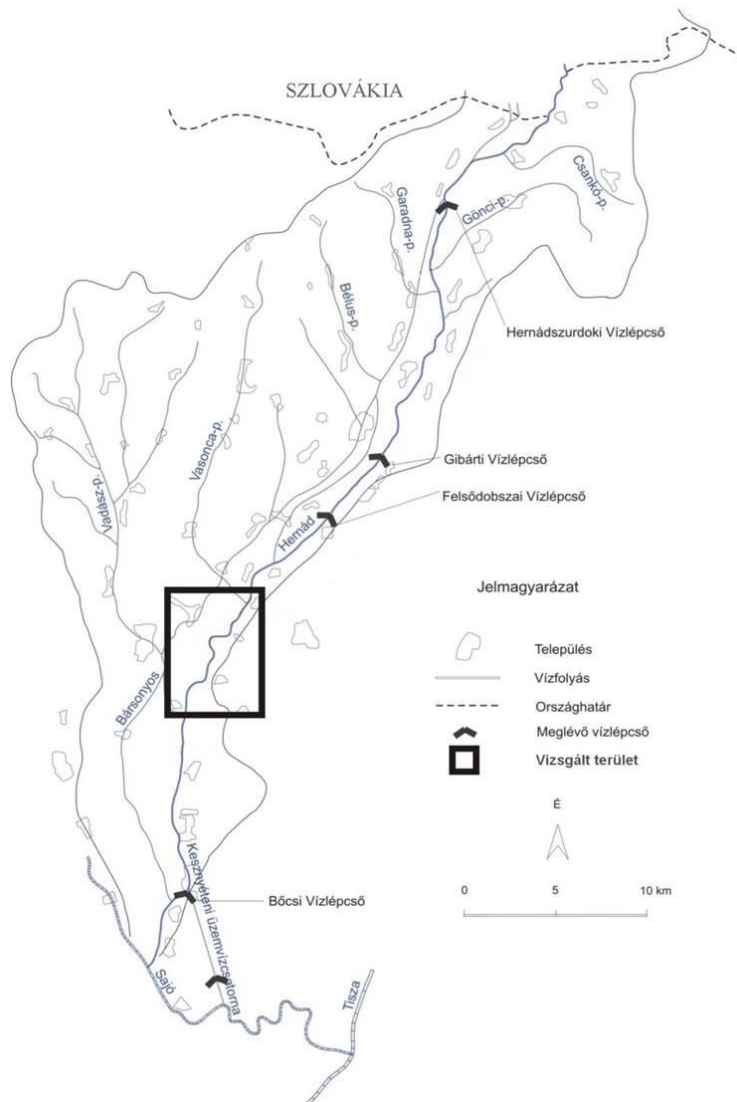 SZLOVÁKIA
Csankó-p.
Garadna-p.
Gönci-p.
Bélus-p.
Hernádszurdoki Vízlépcső
Vasonca-p.
Gibárti Vízlépcső
Vadász-p.
Felsődobszai Vízlépcső
Hernád
Jelmagyarázat
Település
Bársonyos
Vízfolyás
Országhatár
Meglévő vízlépcső
Vizsgált terület
É
Kesznyéteni üzemvízcsatorna
0 5 10 km
Bőcsi Vízlépcső
Sajó
Tisza